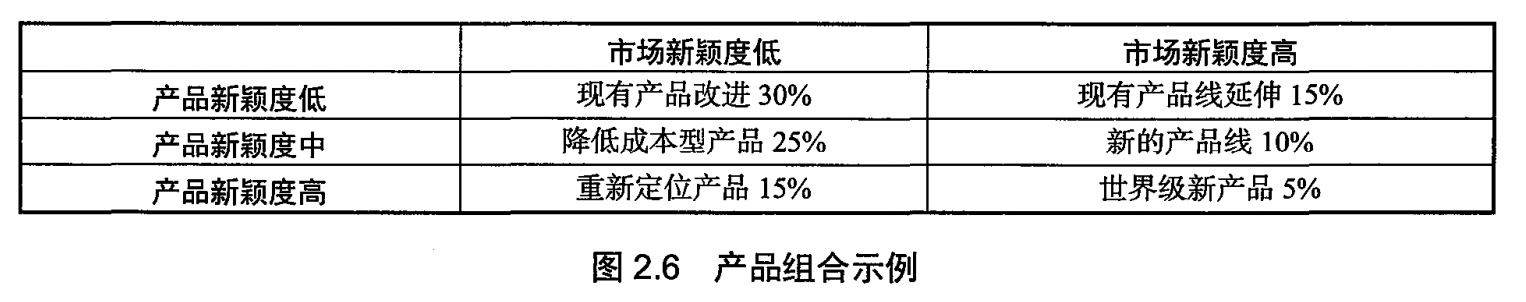 市场新颖度低 市场新颖度高
产品新颖度低 现有产品改进 30% 现有产品线延伸 15%
产品新颖度中 降低成本型产品 25% 新的产品线 10%
产品新颖度高 重新定位产品 15% 世界级新产品 5%
图 2.6 产品组合示例